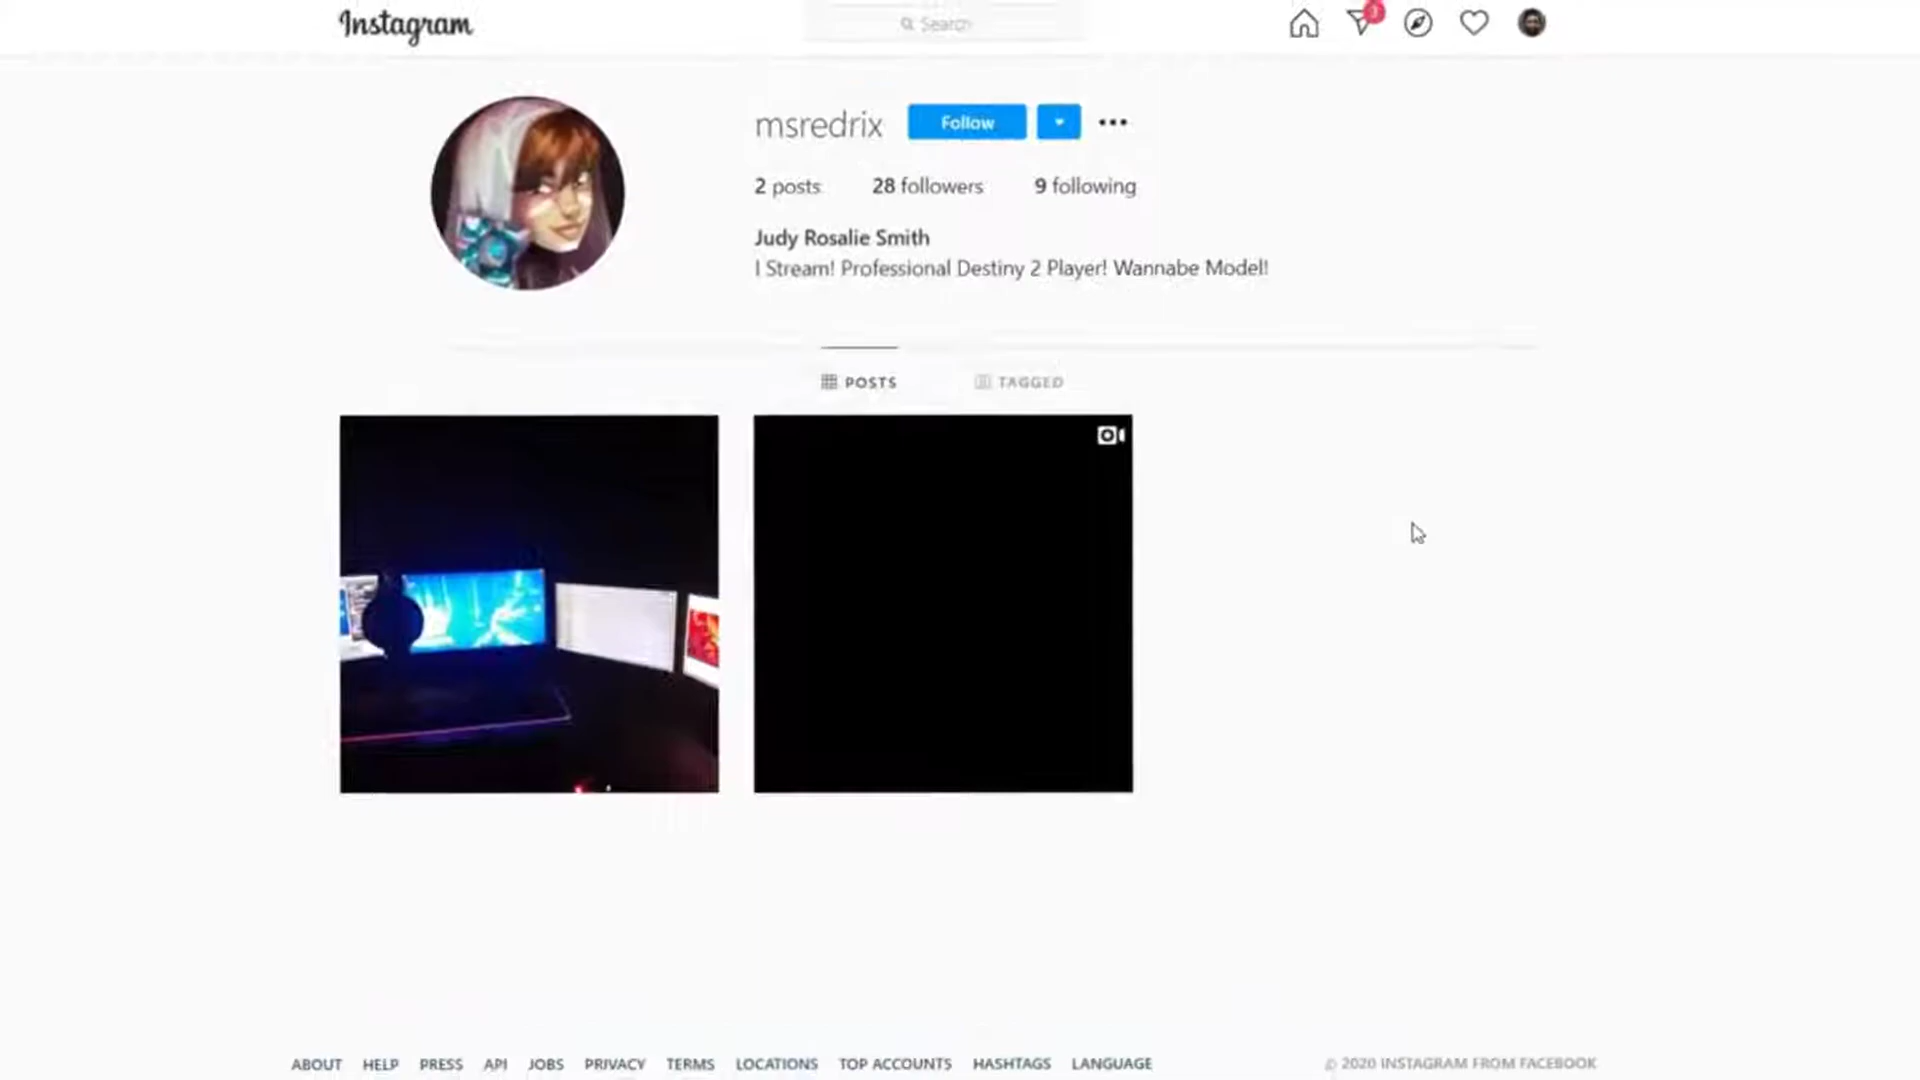 Instagram
Search
3
msredrix Follow
2 posts 28 followers 9 following
Judy Rosalie Smith
I Stream! Professional Destiny 2 Player! Wannabe Model!
POSTS TAGGED
ABOUT HELP PRESS API JOBS PRIVACY TERMS LOCATIONS TOP ACCOUNTS HASHTAGS LANGUAGE © 2020 INSTAGRAM FROM FACEBOOK